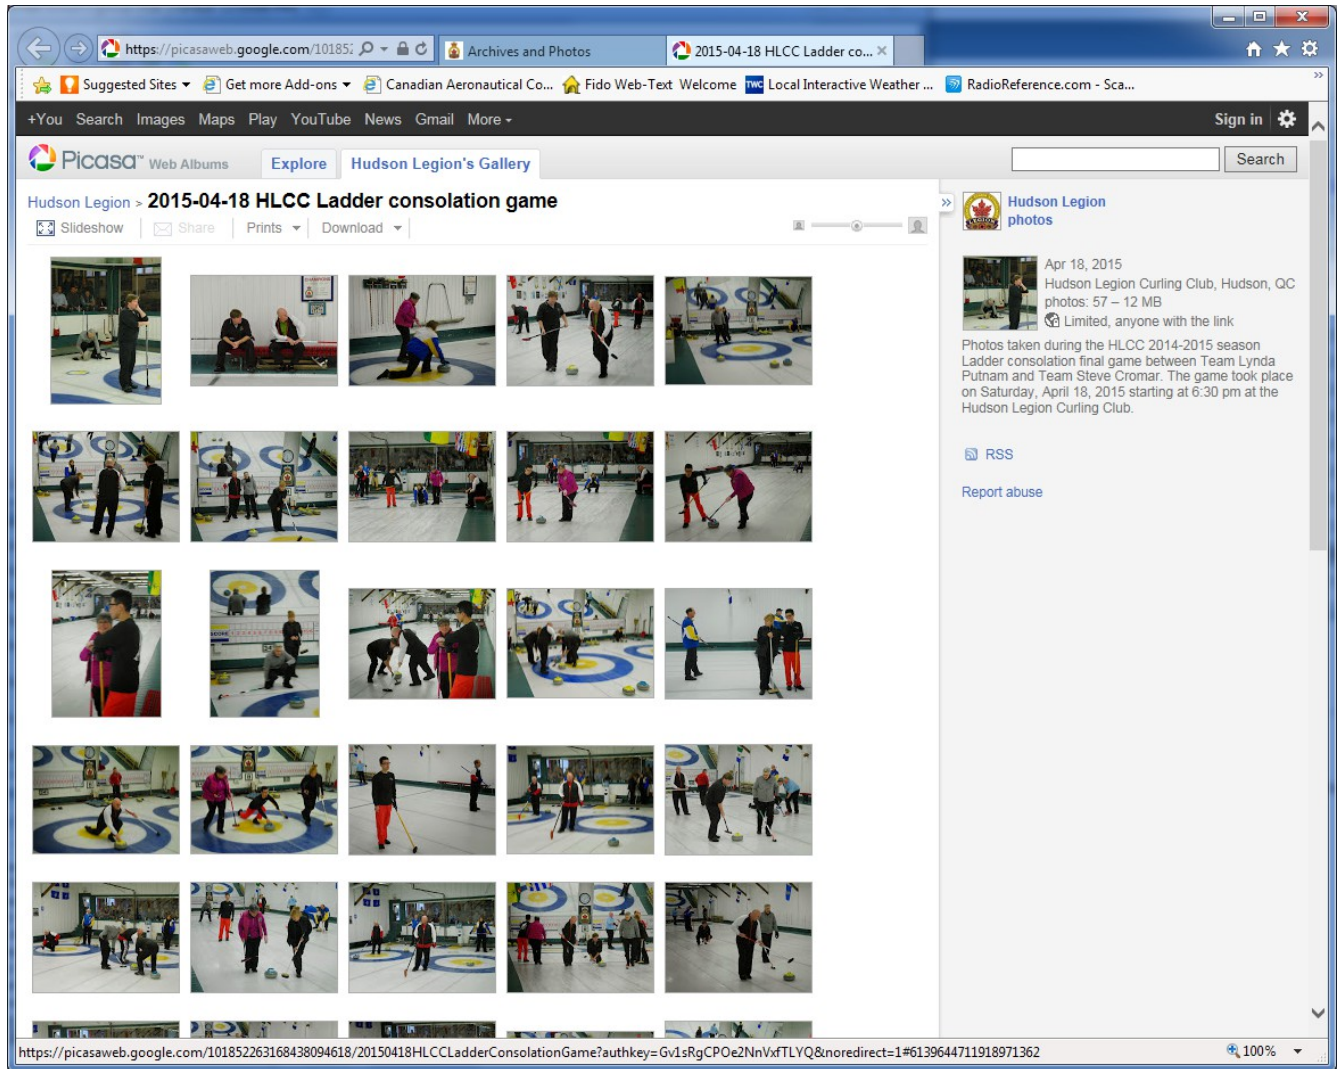 https://picasaweb.google.com/10185
Archives and Photos
2015-04-18 HLCC Ladder co...
Suggested Sites
Get more Add-ons
Canadian Aeronautical Co...
Fido Web-Text Welcome
TWC Local Interactive Weather ...
RadioReference.com - Sca...
+You Search Images Maps Play YouTube News Gmail More
Sign in
Picasa™ Web Albums
Explore
Hudson Legion's Gallery
Search
Hudson Legion > 2015-04-18 HLCC Ladder consolation game
Slideshow Share Prints Download
Hudson Legion
photos
Apr 18, 2015
Hudson Legion Curling Club, Hudson, QC
photos: 57 – 12 MB
Limited, anyone with the link
Photos taken during the HLCC 2014-2015 season
Ladder consolation final game between Team Lynda
Putnam and Team Steve Cromar. The game took place
on Saturday, April 18, 2015 starting at 6:30 pm at the
Hudson Legion Curling Club.
RSS
Report abuse
https://picasaweb.google.com/101852263168438094618/20150418HLCCLadderConsolationGame?authkey=Gv1sRgCPOe2NnVxfTLYQ&noredirect=1#6139644711918971362
100%